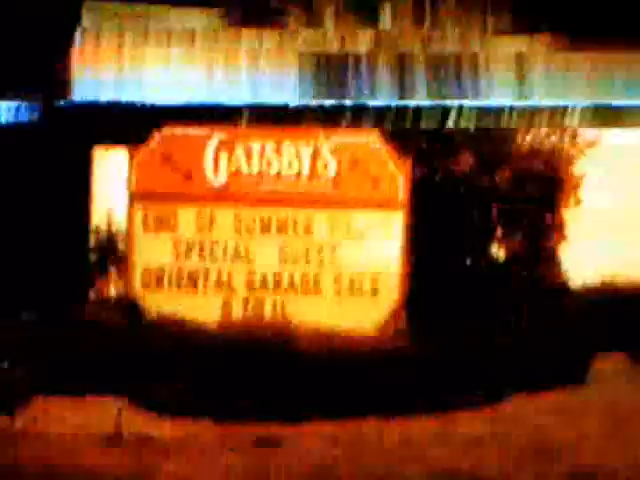 GATSBY'S
END OF SUMMER
SPECIAL GUEST
ORIENTAL GARAGE SALE